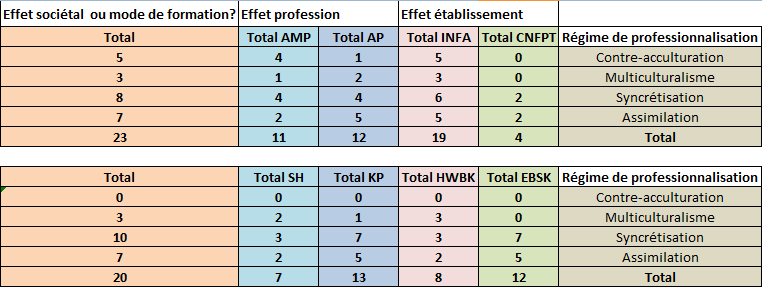 Effet sociétal ou mode de formation? Effet profession Effet établissement
Total Total AMP Total AP Total INFA Total CNFPT Régime de professionnalisation
5 4 1 5 0 Contre-acculturation
3 1 2 3 0 Multiculturalisme
8 4 4 6 2 Syncrétisation
7 2 5 5 2 Assimilation
23 11 12 19 4 Total
Total Total SH Total KP Total HWBK Total EBSK Régime de professionnalisation
0 0 0 0 0 Contre-acculturation
3 2 1 3 0 Multiculturalisme
10 3 7 3 7 Syncrétisation
7 2 5 2 5 Assimilation
20 7 13 8 12 Total